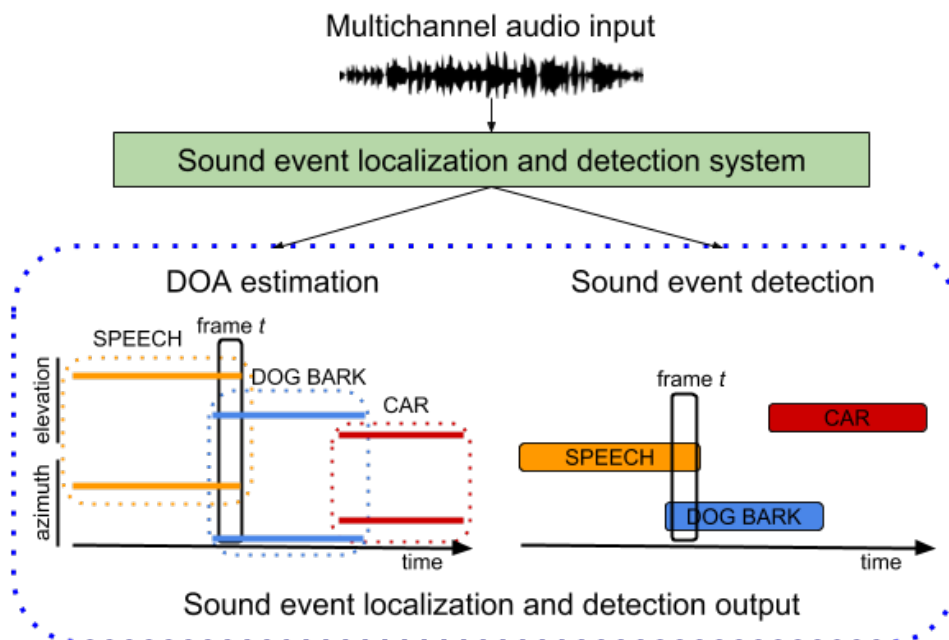 Multichannel audio input
Sound event localization and detection system
DOA estimation
Sound event detection
frame t
SPEECH
DOG BARK
CAR
elevation
azimuth
time
frame t
CAR
SPEECH
DOG BARK
time
Sound event localization and detection output